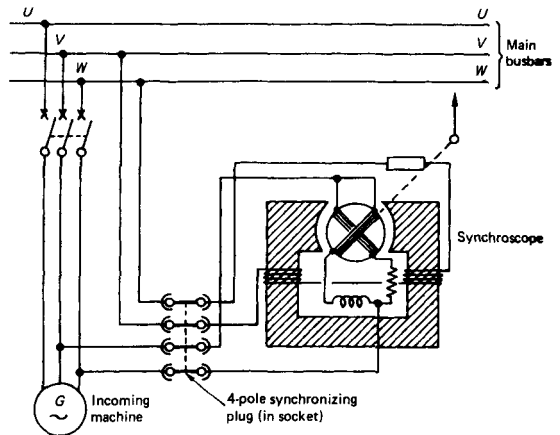 U
U
V
V
W
W
Main
busbars
Synchroscope
G
~
Incoming
machine
4-pole synchronizing
plug (in socket)